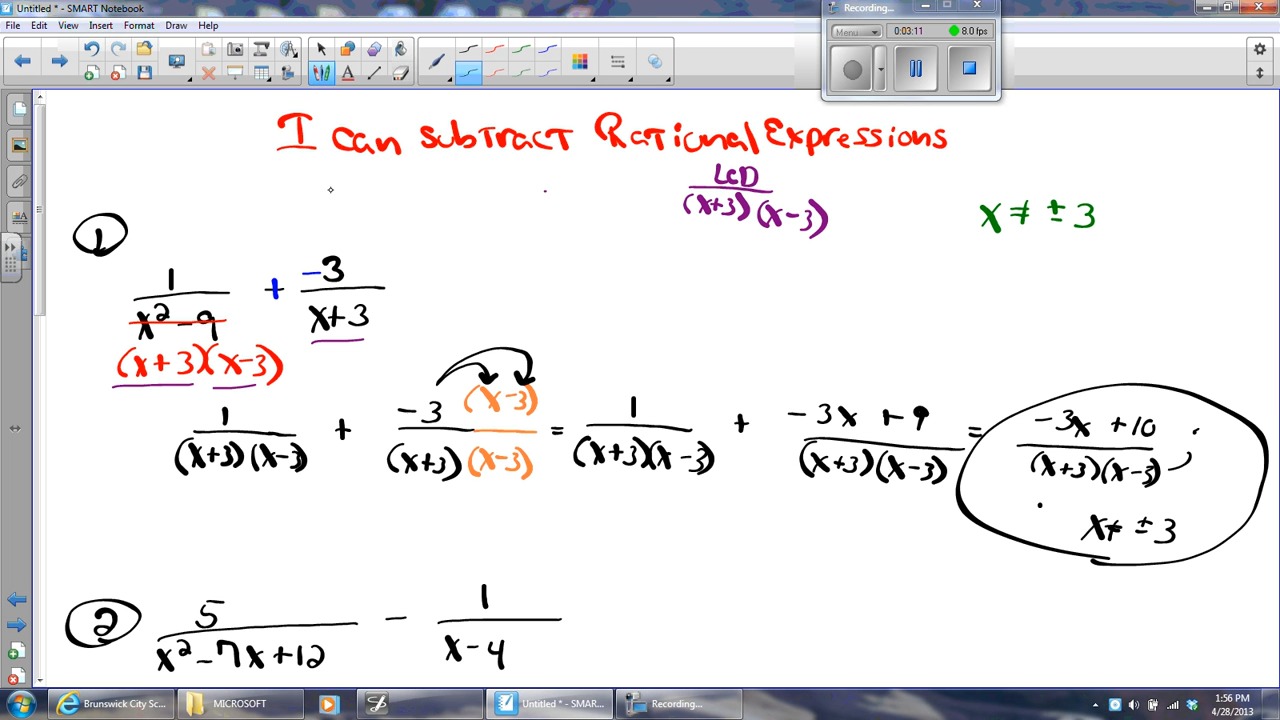 Untitled * - SMART Notebook
Recording...
File Edit View Insert Format Draw Help
Menu 0:03:11 8.0 fps
I can subtract Rational Expressions
LCD
(x+3)(x-3)
x ≠ ± 3
1
1/(x² - 9) + -3/(x+3)
(x+3)(x-3)
1/((x+3)(x-3)) + -3(x-3)/((x+3)(x-3)) = 1/((x+3)(x-3)) + (-3x + 9)/((x+3)(x-3)) = (-3x + 10)/((x+3)(x-3))
x ≠ ± 3
2
5/(x² - 7x + 12) - 1/(x - 4)
Brunswick City Sc... MICROSOFT Untitled * - SMAR... Recording...
1:56 PM
4/28/2013